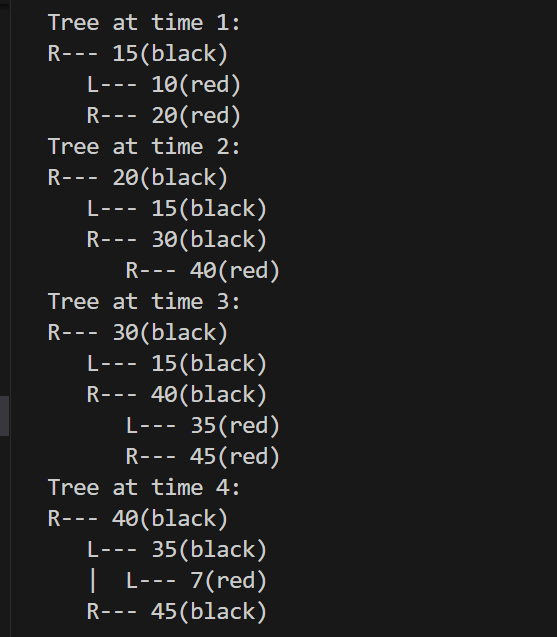 Tree at time 1:
R--- 15(black)
   L--- 10(red)
   R--- 20(red)
Tree at time 2:
R--- 20(black)
   L--- 15(black)
   R--- 30(black)
      R--- 40(red)
Tree at time 3:
R--- 30(black)
   L--- 15(black)
   R--- 40(black)
      L--- 35(red)
      R--- 45(red)
Tree at time 4:
R--- 40(black)
   L--- 35(black)
   |  L--- 7(red)
   R--- 45(black)